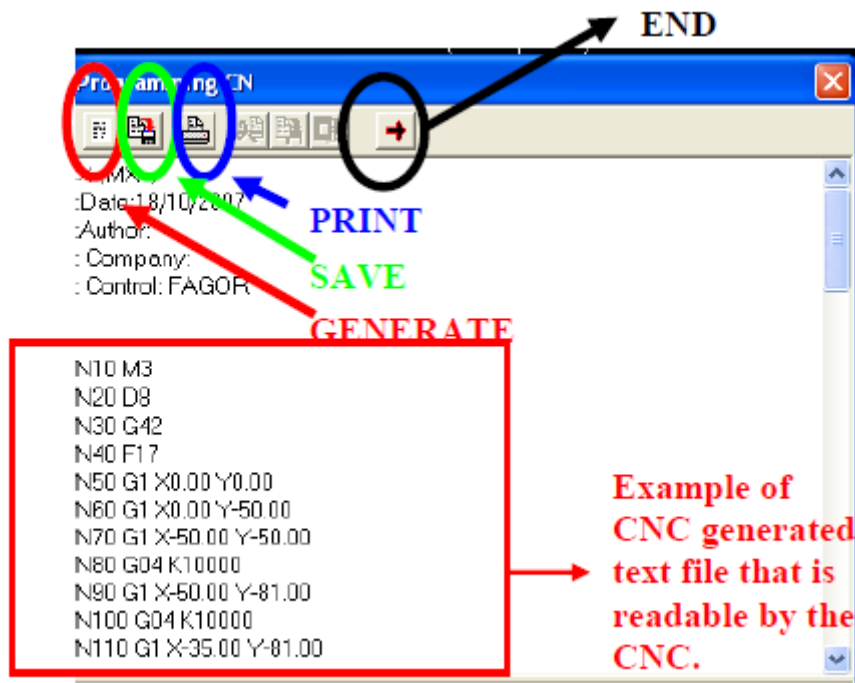 END
Programming CN
:Date:18/10/2007
:Author:
PRINT
: Company:
SAVE
: Control: FAGOR
GENERATE
N10 M3
N20 D8
N30 G42
N40 F17
N50 G1 X0.00 Y0.00
N60 G1 X0.00 Y-50.00
N70 G1 X-50.00 Y-50.00
N80 G04 K10000
N90 G1 X-50.00 Y-81.00
N100 G04 K10000
N110 G1 X-35.00 Y-81.00
Example of
CNC generated
text file that is
readable by the
CNC.